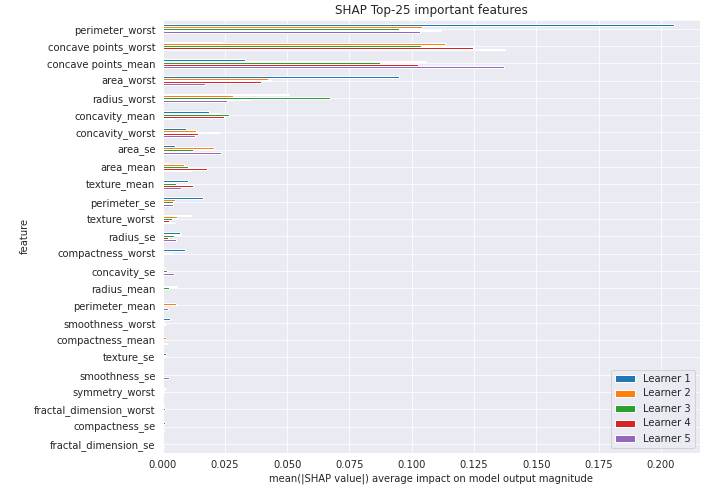 SHAP Top-25 important features
perimeter_worst
concave points_worst
concave points_mean
area_worst
radius_worst
concavity_mean
concavity_worst
area_se
area_mean
texture_mean
perimeter_se
texture_worst
radius_se
compactness_worst
concavity_se
radius_mean
perimeter_mean
smoothness_worst
compactness_mean
texture_se
smoothness_se
symmetry_worst
fractal_dimension_worst
compactness_se
fractal_dimension_se
feature
Learner 1
Learner 2
Learner 3
Learner 4
Learner 5
0.000 0.025 0.050 0.075 0.100 0.125 0.150 0.175 0.200
mean(|SHAP value|) average impact on model output magnitude